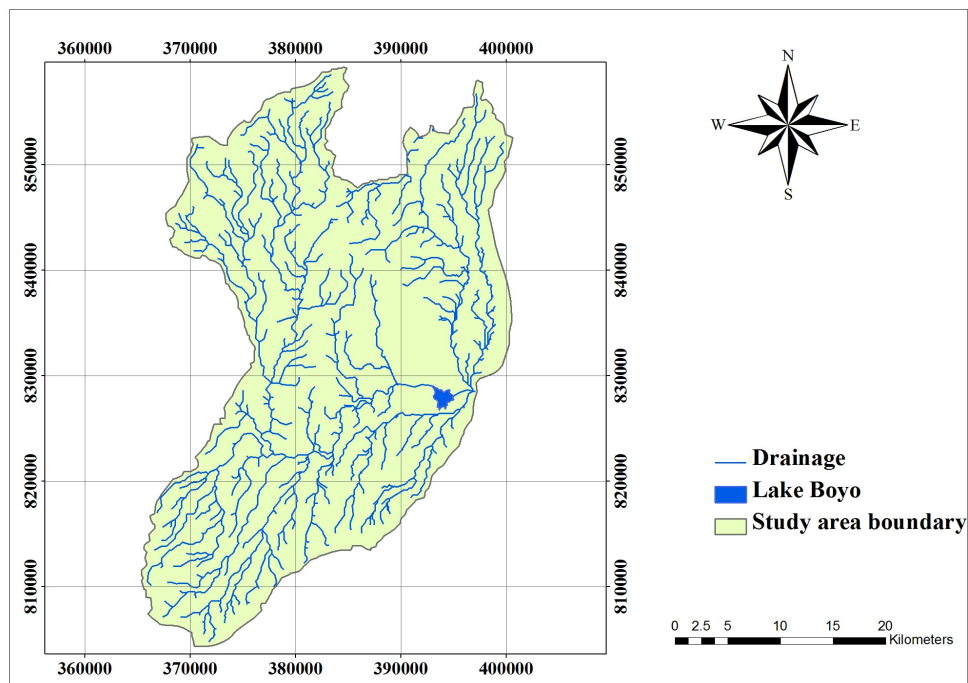 360000 370000 380000 390000 400000
N
W E
S
850000 850000
840000 840000
830000 830000
820000 820000
810000 810000
Drainage
Lake Boyo
Study area boundary
0 2.5 5 10 15 20
Kilometers
360000 370000 380000 390000 400000